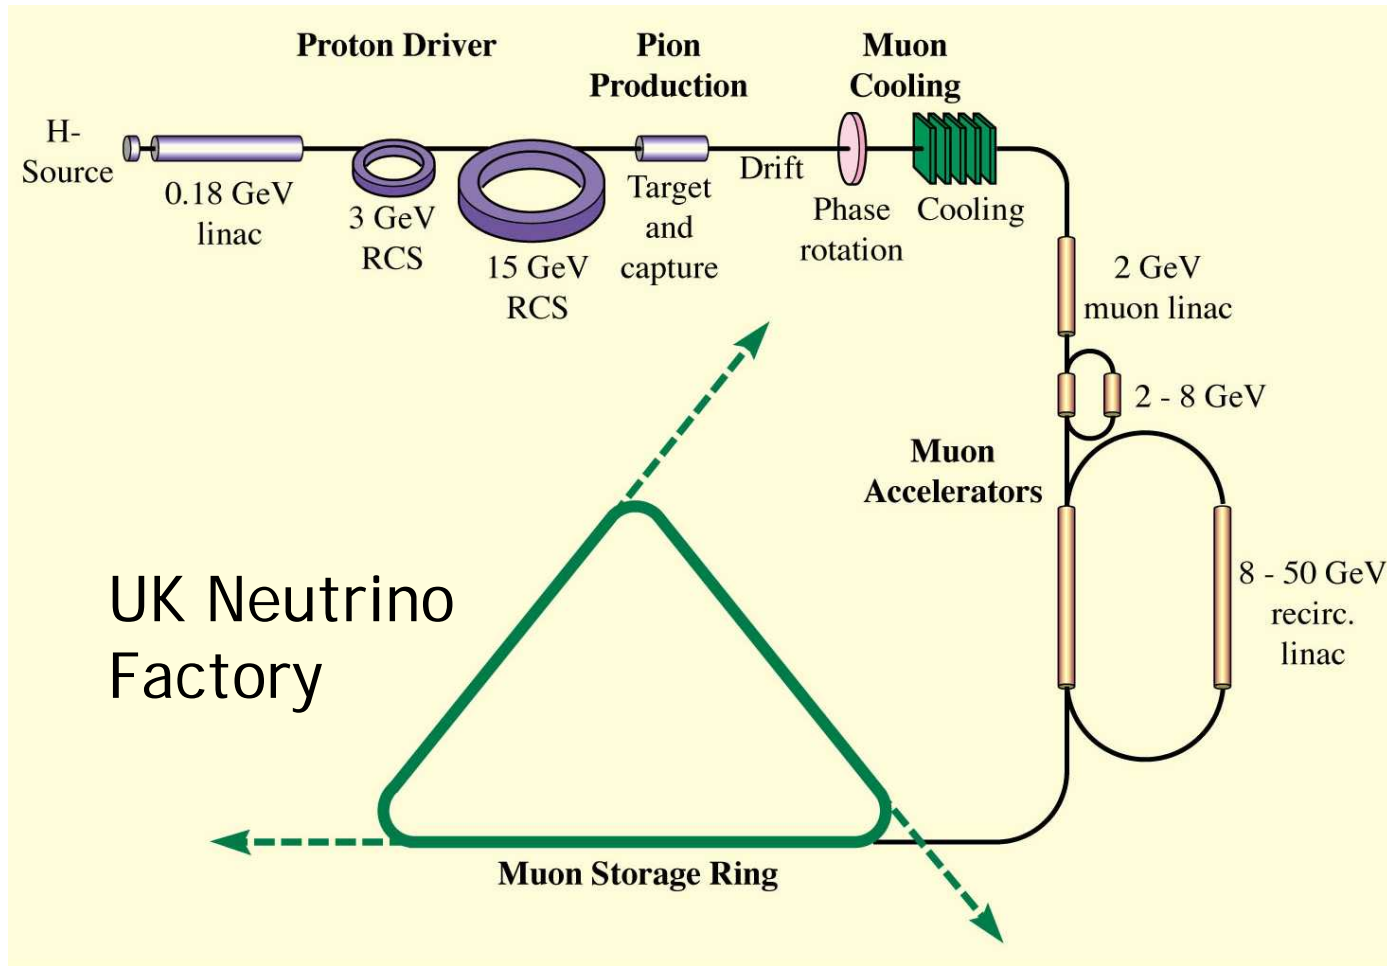 Proton Driver
Pion
Production
Muon
Cooling
H-
Source
0.18 GeV
linac
3 GeV
RCS
15 GeV
RCS
Target
and
capture
Drift
Phase
rotation
Cooling
2 GeV
muon linac
2 - 8 GeV
Muon
Accelerators
8 - 50 GeV
recirc.
linac
UK Neutrino
Factory
Muon Storage Ring